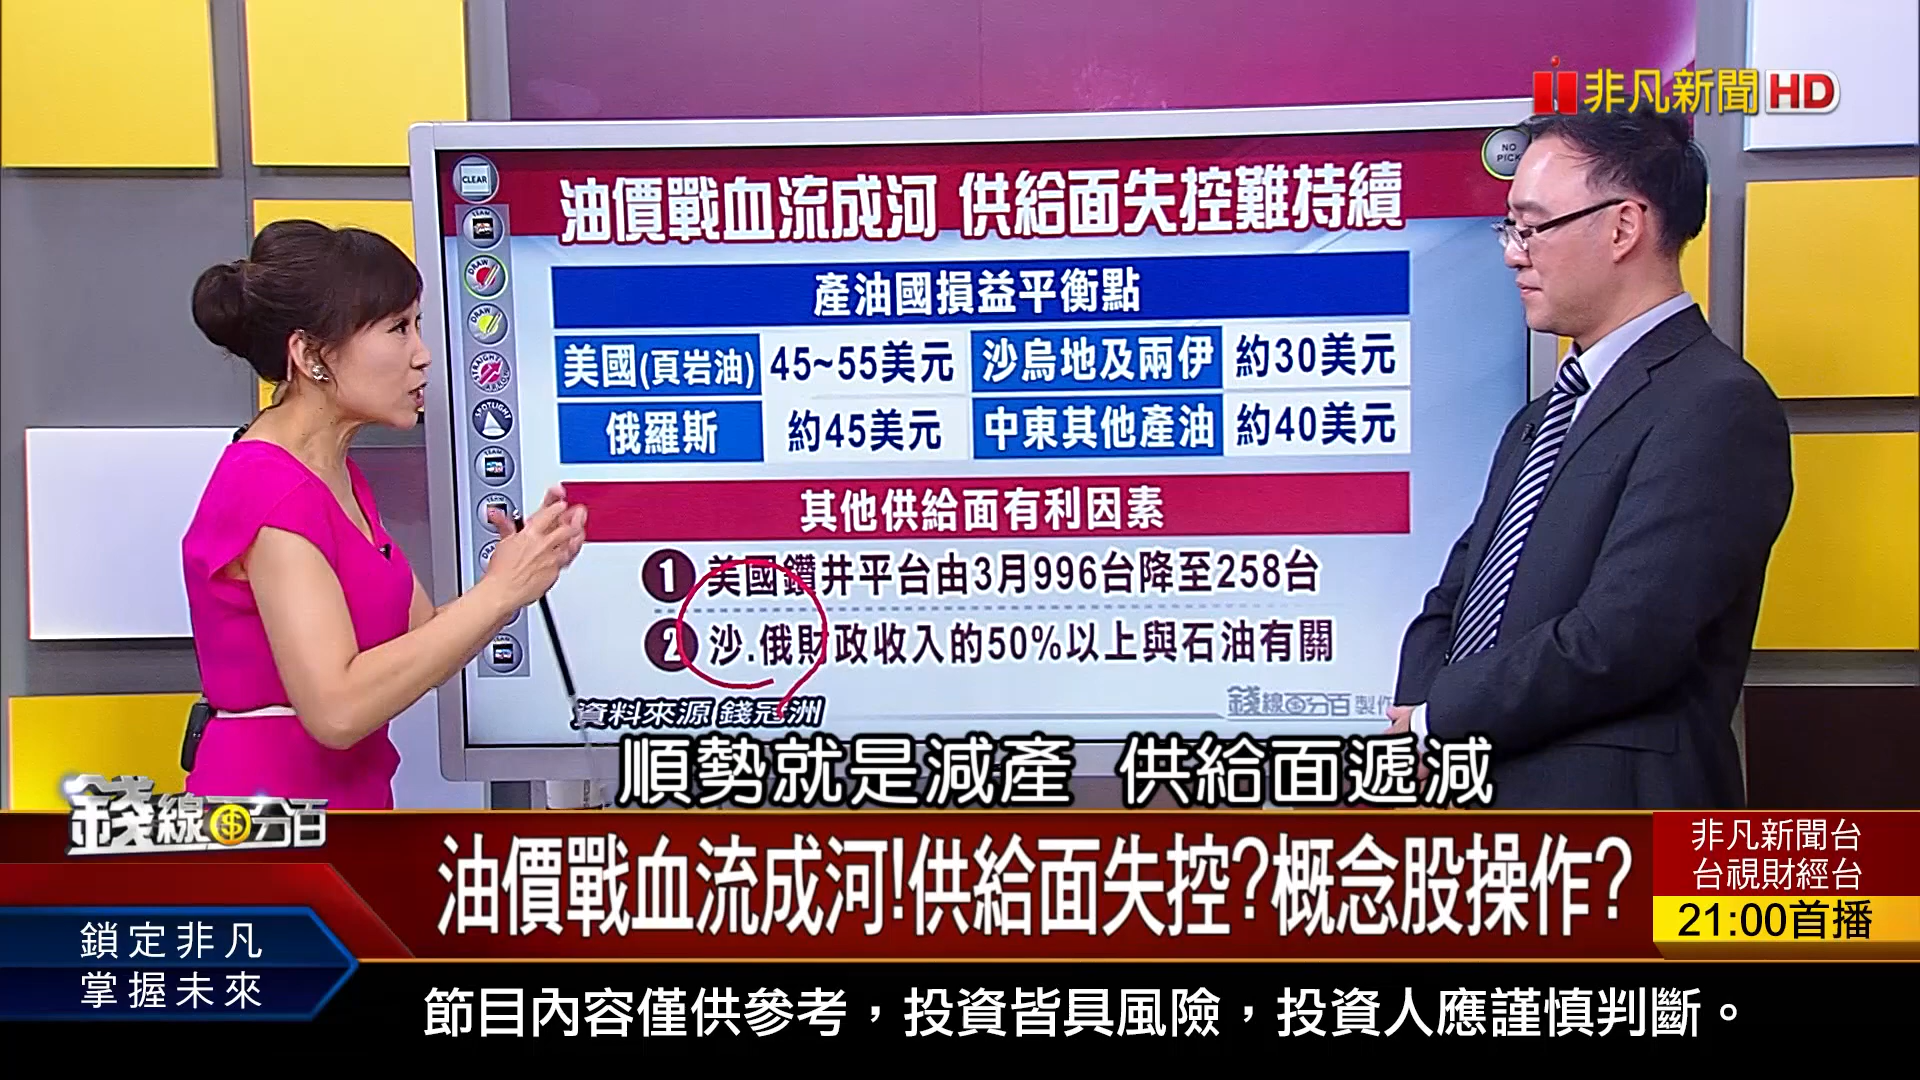 非凡新聞HD
CLEAR
NO
PICK
TEAM
DRAW
DRAW
STRAIGHT
SPOTLIGHT
TEAM
TEAM
油價戰血流成河 供給面失控難持續
產油國損益平衡點
美國(頁岩油) 45~55美元 沙烏地及兩伊 約30美元
俄羅斯 約45美元 中東其他產油 約40美元
其他供給面有利因素
1 美國鑽井平台由3月996台降至258台
2 沙.俄財政收入的50%以上與石油有關
資料來源 錢冠洲
錢線百分百 製作
順勢就是減產 供給面遞減
錢線百分百
油價戰血流成河!供給面失控?概念股操作?
非凡新聞台
台視財經台
21:00首播
鎖定非凡
掌握未來
節目內容僅供參考，投資皆具風險，投資人應謹慎判斷。